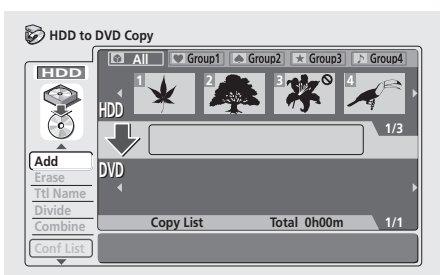 HDD to DVD Copy
All Group1 Group2 Group3 Group4
HDD
1 2 3 4
HDD
1/3
Add
Erase
Ttl Name
Divide
Combine
Conf List
DVD
Copy List Total 0h00m 1/1